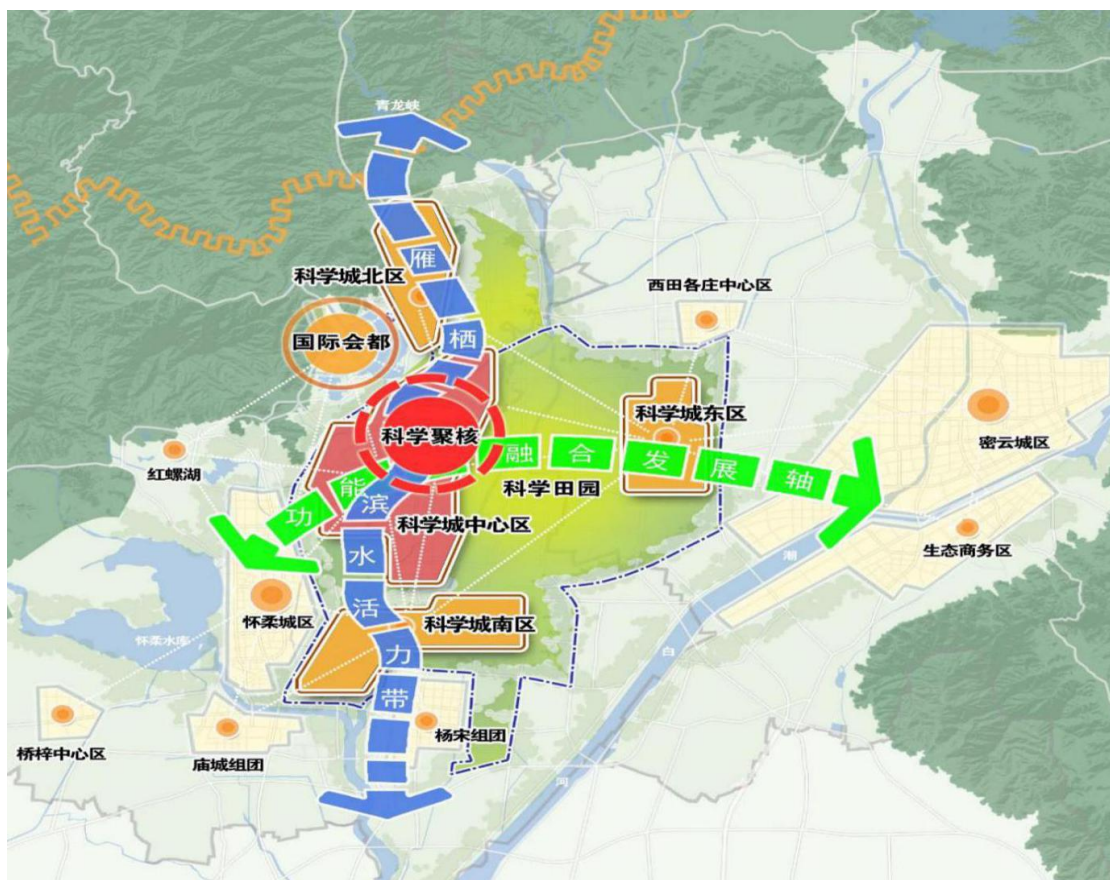 青龙峡
科学城北区
国际会都
雁栖滨水活力带
西田各庄中心区
科学城东区
密云城区
科学聚核
红螺湖
功能融合发展轴
科学田园
科学城中心区
生态商务区
潮
白
河
怀柔城区
怀柔水库
科学城南区
桥梓中心区
庙城组团
杨宋组团